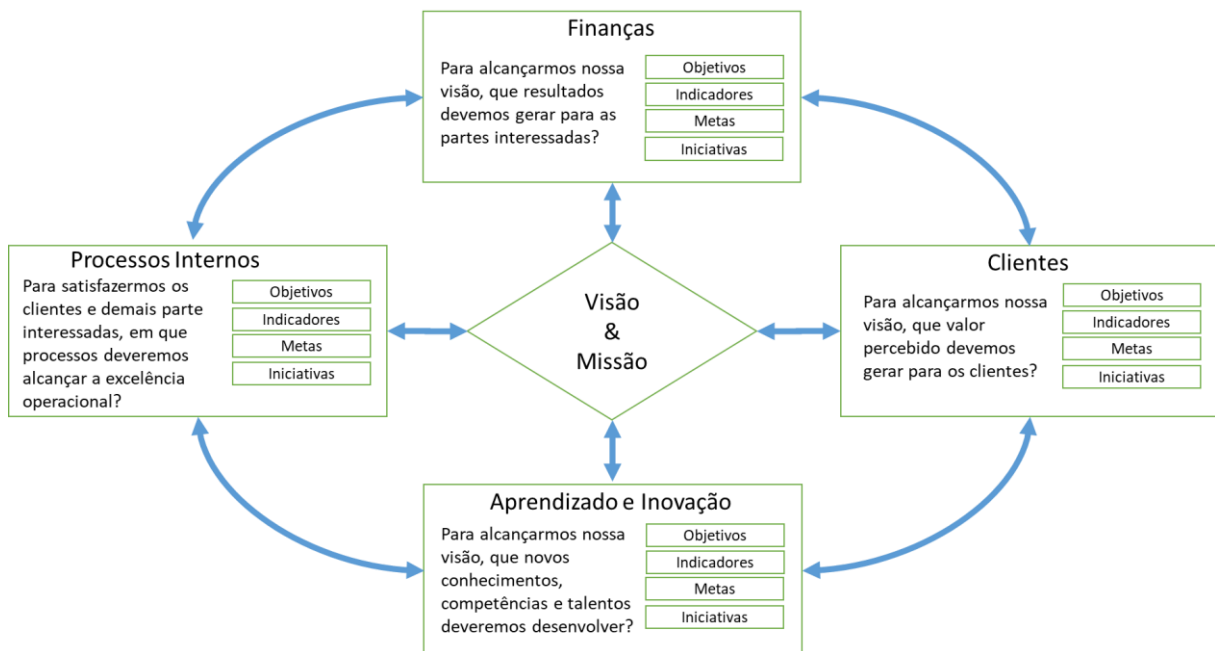 Finanças
Para alcançarmos nossa
visão, que resultados
devemos gerar para as
partes interessadas?
Objetivos
Indicadores
Metas
Iniciativas
Processos Internos
Para satisfazermos os
clientes e demais parte
interessadas, em que
processos deveremos
alcançar a excelência
operacional?
Objetivos
Indicadores
Metas
Iniciativas
Visão
&
Missão
Clientes
Para alcançarmos nossa
visão, que valor
percebido devemos
gerar para os clientes?
Objetivos
Indicadores
Metas
Iniciativas
Aprendizado e Inovação
Para alcançarmos nossa
visão, que novos
conhecimentos,
competências e talentos
deveremos desenvolver?
Objetivos
Indicadores
Metas
Iniciativas